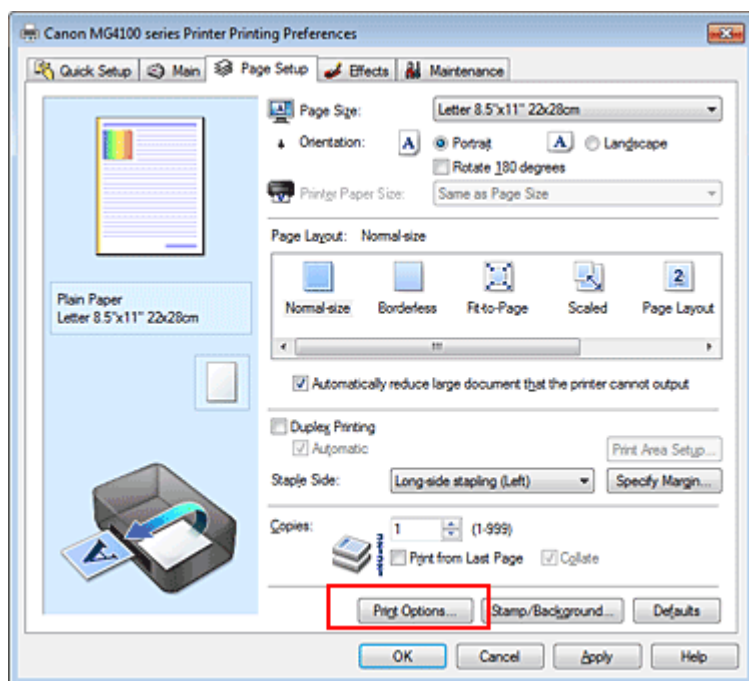 Canon MG4100 series Printer Printing Preferences
Quick Setup Main Page Setup Effects Maintenance
Page Size: Letter 8.5"x11" 22x28cm
Orientation: A Portrait A Landscape
Rotate 180 degrees
Printer Paper Size: Same as Page Size
Page Layout: Normal-size
2
Normal-size Borderless Fit-to-Page Scaled Page Layout
Plain Paper
Letter 8.5"x11" 22x28cm
Automatically reduce large document that the printer cannot output
Duplex Printing
Automatic Print Area Setup...
Staple Side: Long-side stapling (Left) Specify Margin...
Copies: 1 (1-999)
Print from Last Page Collate
A
Print Options... Stamp/Background... Defaults
OK Cancel Apply Help